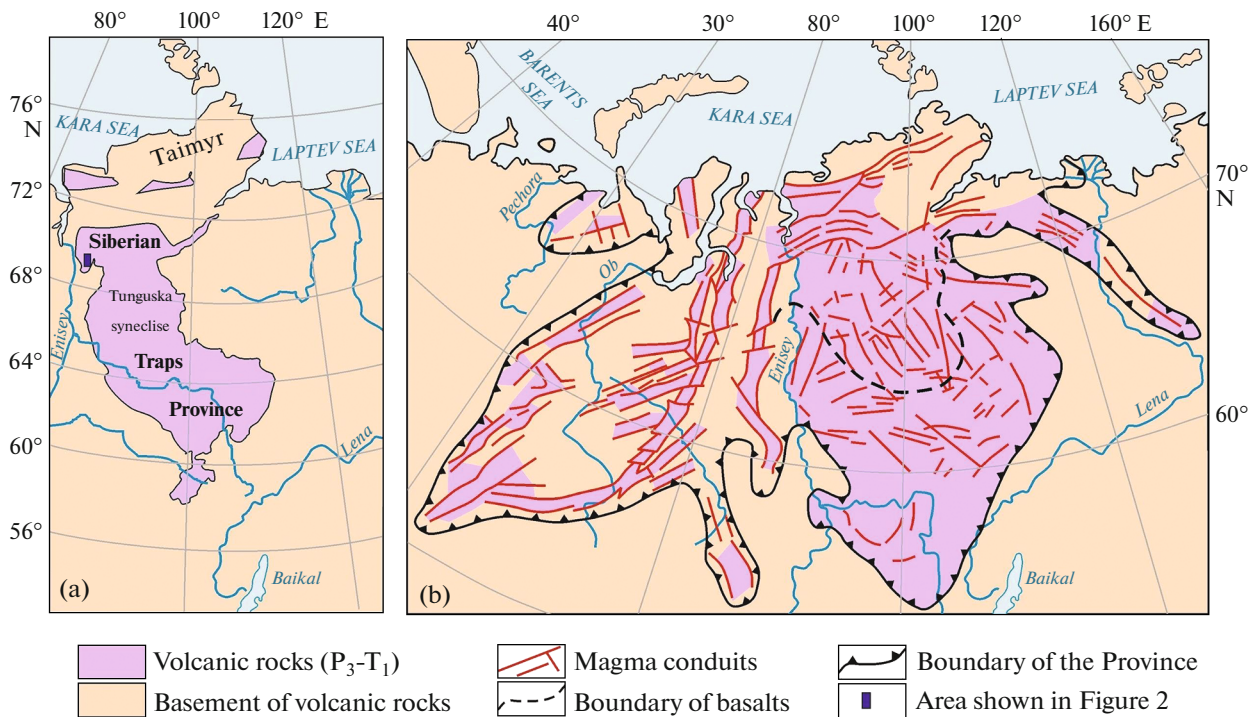 80° 100° 120° E
76°
N
72°
68°
64°
60°
56°
KARA SEA
Taimyr
LAPTEV SEA
Siberian
Tunguska
syneclise
Traps
Province
Enisey
Lena
Baikal
(a)
40° 30° 80° 100° 120° 160° E
70°
N
60°
BARENTS
SEA
KARA SEA
LAPTEV SEA
Pechora
Ob
Enisey
Lena
Baikal
(b)
Volcanic rocks (P₃-T₁)
Basement of volcanic rocks
Magma conduits
Boundary of basalts
Boundary of the Province
Area shown in Figure 2